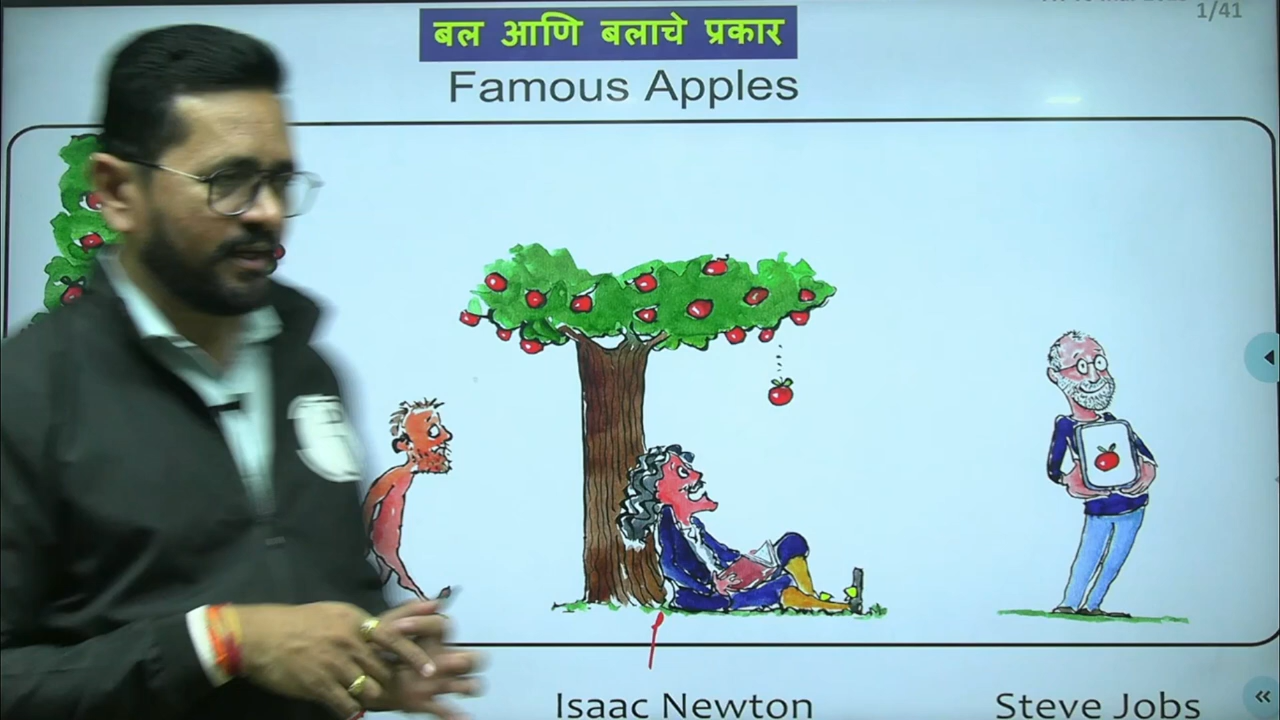 1/41
बल आणि बलाचे प्रकार
Famous Apples
Isaac Newton
Steve Jobs